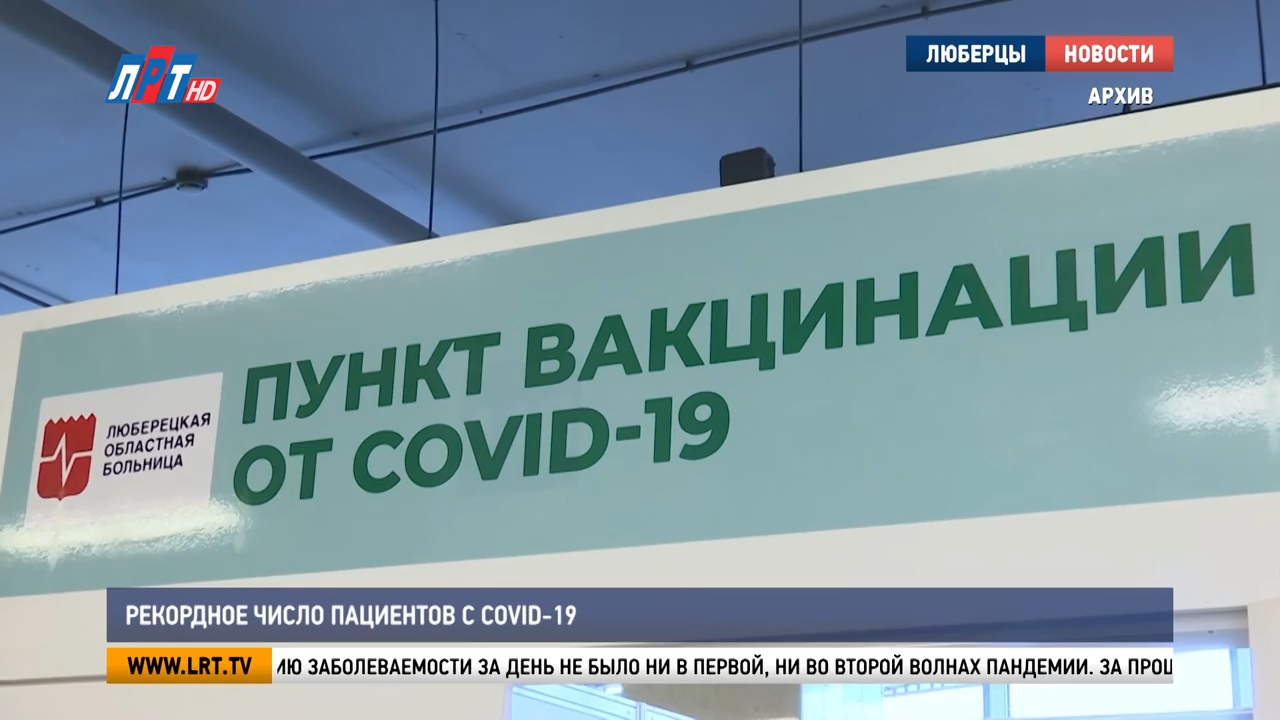 ЛРТ HD
ЛЮБЕРЦЫ НОВОСТИ
АРХИВ
ПУНКТ ВАКЦИНАЦИИ
ОТ COVID-19
ЛЮБЕРЕЦКАЯ
ОБЛАСТНАЯ
БОЛЬНИЦА
РЕКОРДНОЕ ЧИСЛО ПАЦИЕНТОВ С COVID-19
WWW.LRT.TV
ЗАБОЛЕВАЕМОСТИ ЗА ДЕНЬ НЕ БЫЛО НИ В ПЕРВОЙ, НИ ВО ВТОРОЙ ВОЛНАХ ПАНДЕМИИ. ЗА